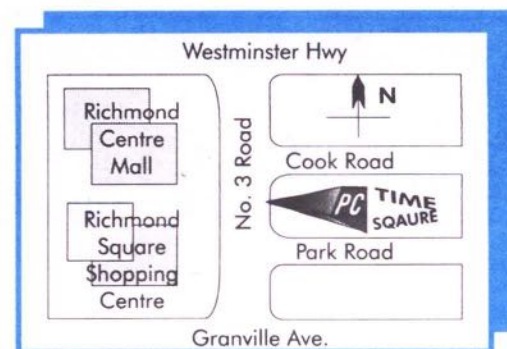 Westminster Hwy
Richmond
Centre
Mall
N
No. 3 Road
Cook Road
PC TIME
SQAURE
Richmond
Square
Shopping
Centre
Park Road
Granville Ave.